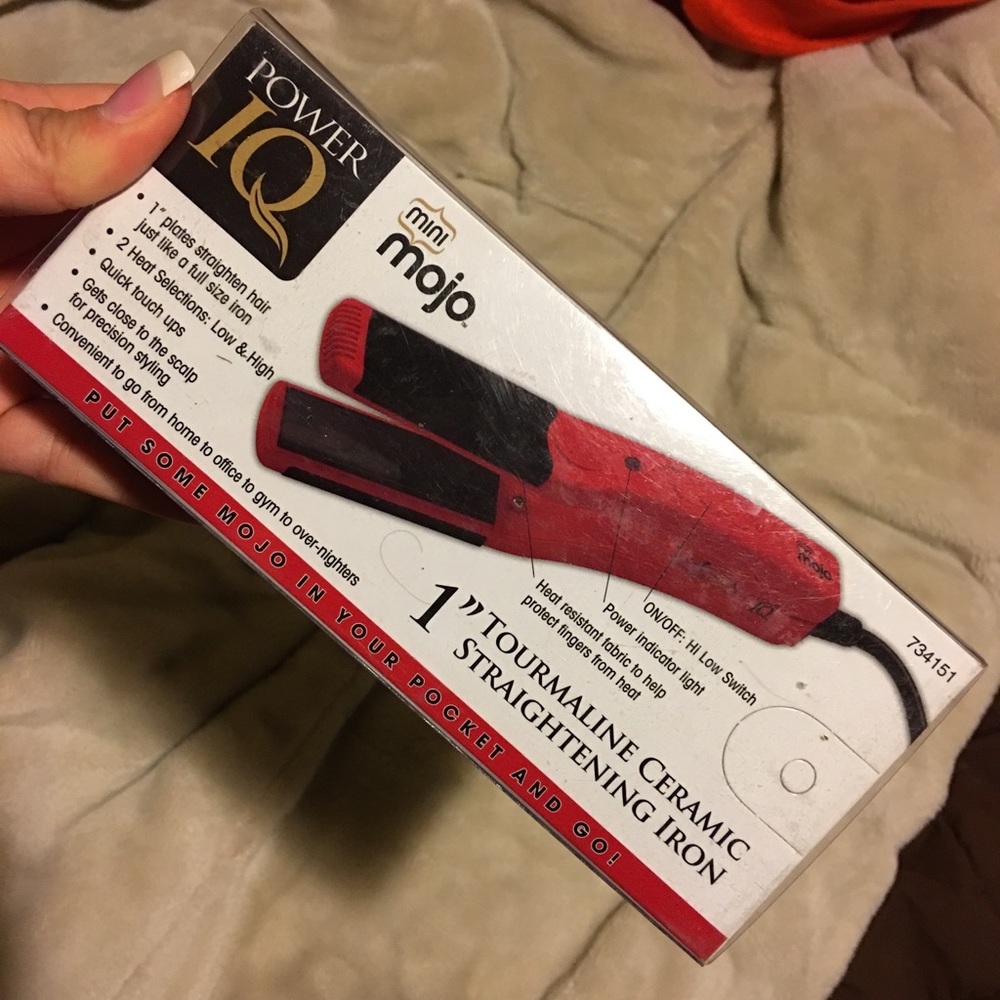 POWER
IQ™
mini
mojo™
• 1" plates straighten hair
just like a full size iron
• 2 Heat Selections: Low & High
• Quick touch ups
• Gets close to the scalp
for precision styling
• Convenient to go from home to office to gym to over-nighters
PUT SOME MOJO IN YOUR POCKET AND GO!
mojo
IQ
ON/OFF: Hi Low Switch
Power indicator light
Heat resistant fabric to help
protect fingers from heat
734151
1" TOURMALINE CERAMIC
STRAIGHTENING IRON